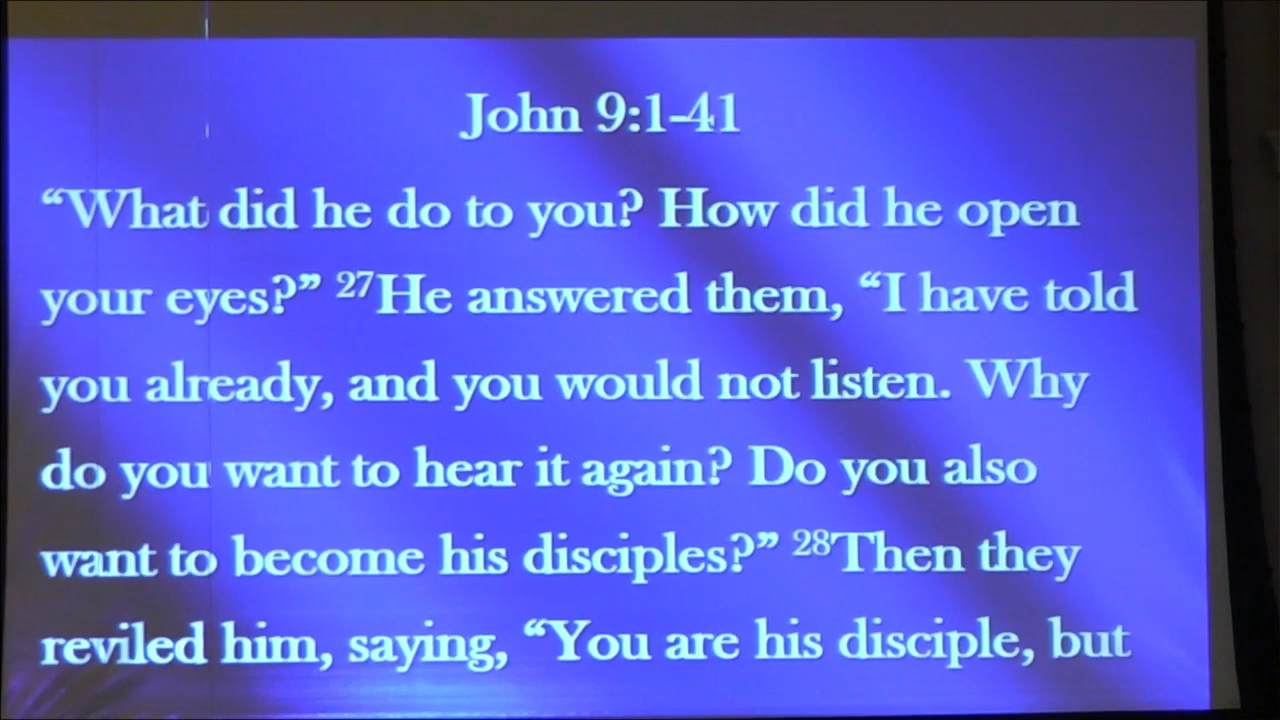 John 9:1-41
“What did he do to you? How did he open
your eyes?” ²⁷He answered them, “I have told
you already, and you would not listen. Why
do you want to hear it again? Do you also
want to become his disciples?” ²⁸Then they
reviled him, saying, “You are his disciple, but